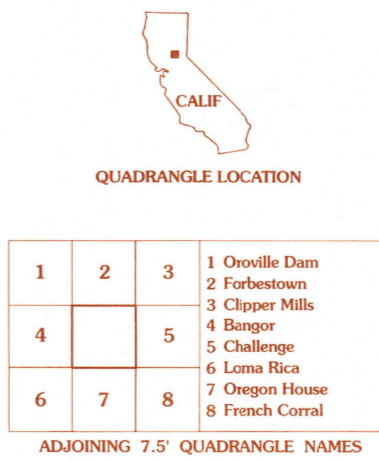 CALIF
QUADRANGLE LOCATION
1 2 3
4 5
6 7 8
1 Oroville Dam
2 Forbestown
3 Clipper Mills
4 Bangor
5 Challenge
6 Loma Rica
7 Oregon House
8 French Corral
ADJOINING 7.5' QUADRANGLE NAMES